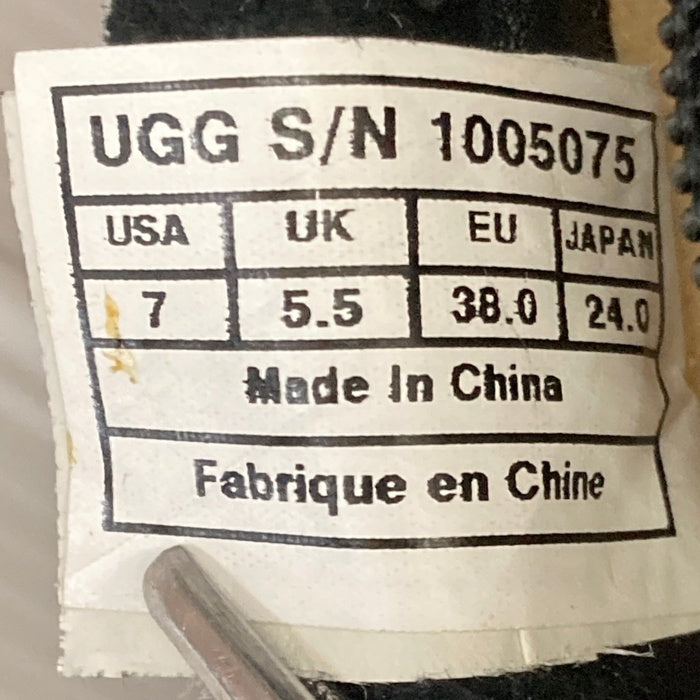 UGG S/N 1005075
USA UK EU JAPAN
7 5.5 38.0 24.0
Made In China
Fabrique en Chine